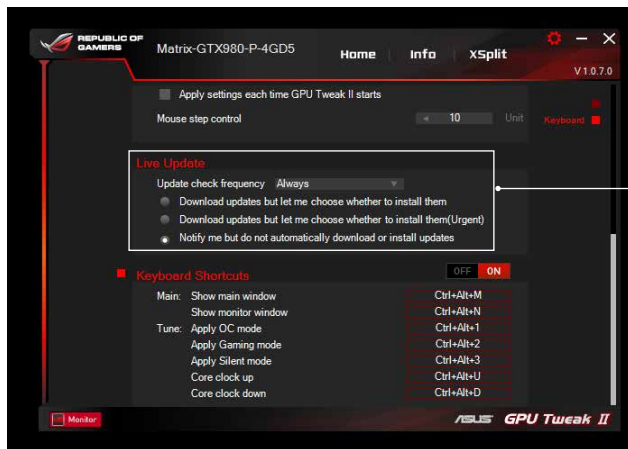 REPUBLIC OF
GAMERS
Matrix-GTX980-P-4GD5
Home
Info
XSplit
V 1.0.7.0
Apply settings each time GPU Tweak II starts
Mouse step control 10 Unit
Keyboard
Live Update
Update check frequency Always
Download updates but let me choose whether to install them
Download updates but let me choose whether to install them(Urgent)
Notify me but do not automatically download or install updates
Keyboard Shortcuts OFF ON
Main: Show main window Ctrl+Alt+M
Show monitor window Ctrl+Alt+N
Tune: Apply OC mode Ctrl+Alt+1
Apply Gaming mode Ctrl+Alt+2
Apply Silent mode Ctrl+Alt+3
Core clock up Ctrl+Alt+U
Core clock down Ctrl+Alt+D
Monitor
ASUS GPU Tweak II